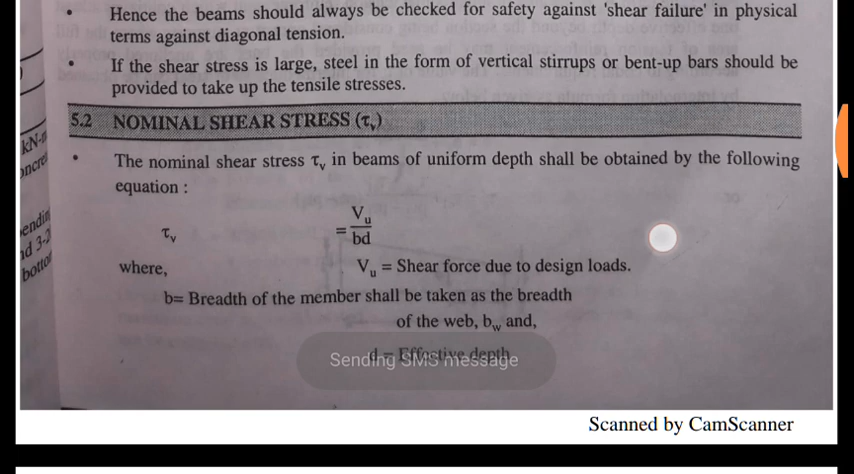 • Hence the beams should always be checked for safety against 'shear failure' in physical
terms against diagonal tension.
• If the shear stress is large, steel in the form of vertical stirrups or bent-up bars should be
provided to take up the tensile stresses.
5.2 NOMINAL SHEAR STRESS (τv)
• The nominal shear stress τv in beams of uniform depth shall be obtained by the following
equation :
τv = Vu/bd
where, Vu = Shear force due to design loads.
b= Breadth of the member shall be taken as the breadth
of the web, bw and,
d = Effective depth
Sending SMS message
Scanned by CamScanner